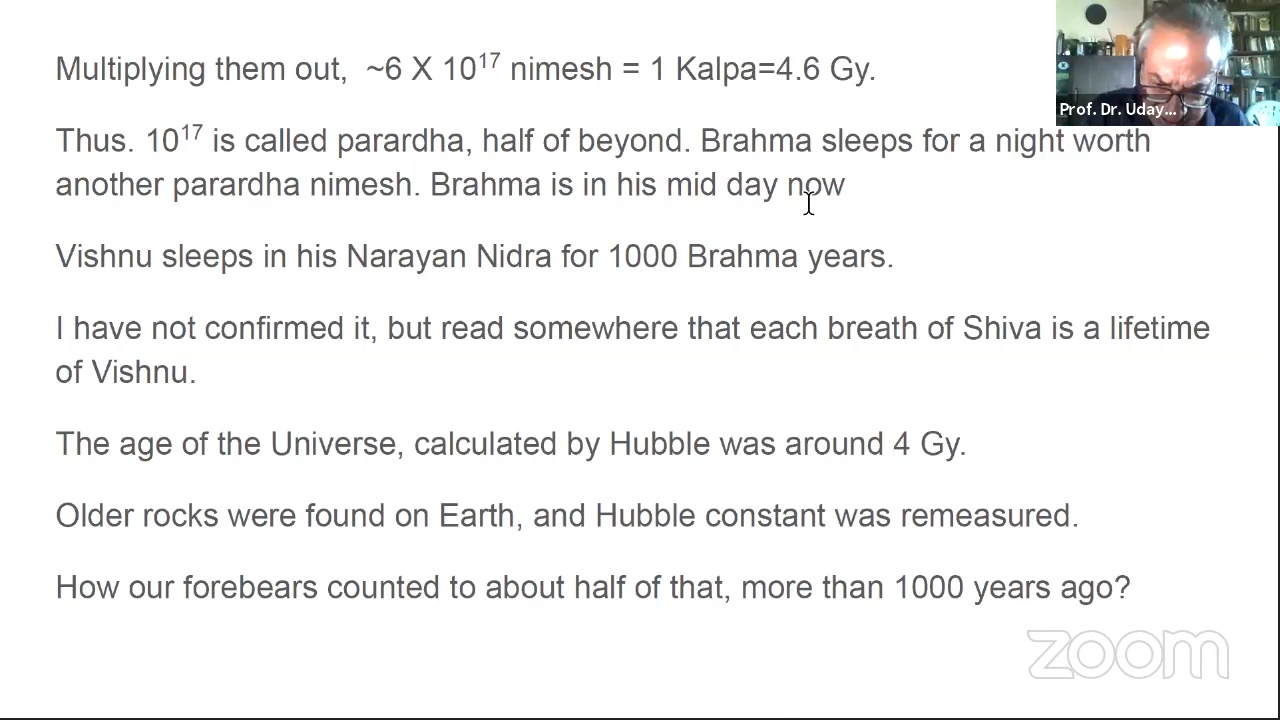 Multiplying them out,  ~6 X 10¹⁷ nimesh = 1 Kalpa=4.6 Gy.
Prof. Dr. Uday...
Thus. 10¹⁷ is called parardha, half of beyond. Brahma sleeps for a night worth
another parardha nimesh. Brahma is in his mid day now
Vishnu sleeps in his Narayan Nidra for 1000 Brahma years.
I have not confirmed it, but read somewhere that each breath of Shiva is a lifetime
of Vishnu.
The age of the Universe, calculated by Hubble was around 4 Gy.
Older rocks were found on Earth, and Hubble constant was remeasured.
How our forebears counted to about half of that, more than 1000 years ago?
zoom